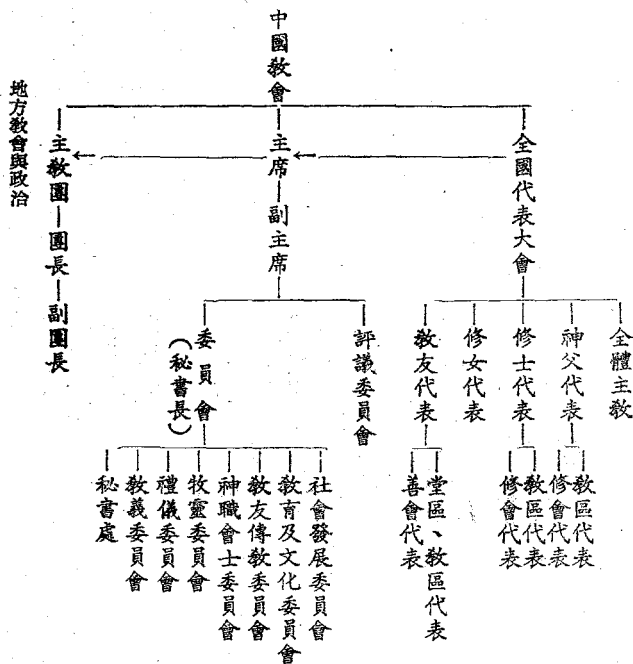 中國教會
全國代表大會
全體主教
神父代表
教區代表
修會代表
修士代表
教區代表
修會代表
修女代表
教友代表
堂區、教區代表
善會代表
主席—副主席
評議委員會
委員會
(秘書長)
社會發展委員會
教育及文化委員會
教友傳教委員會
神職會士委員會
牧靈委員會
禮儀委員會
教義委員會
秘書處
主教團—團長—副團長
地方教會與政治